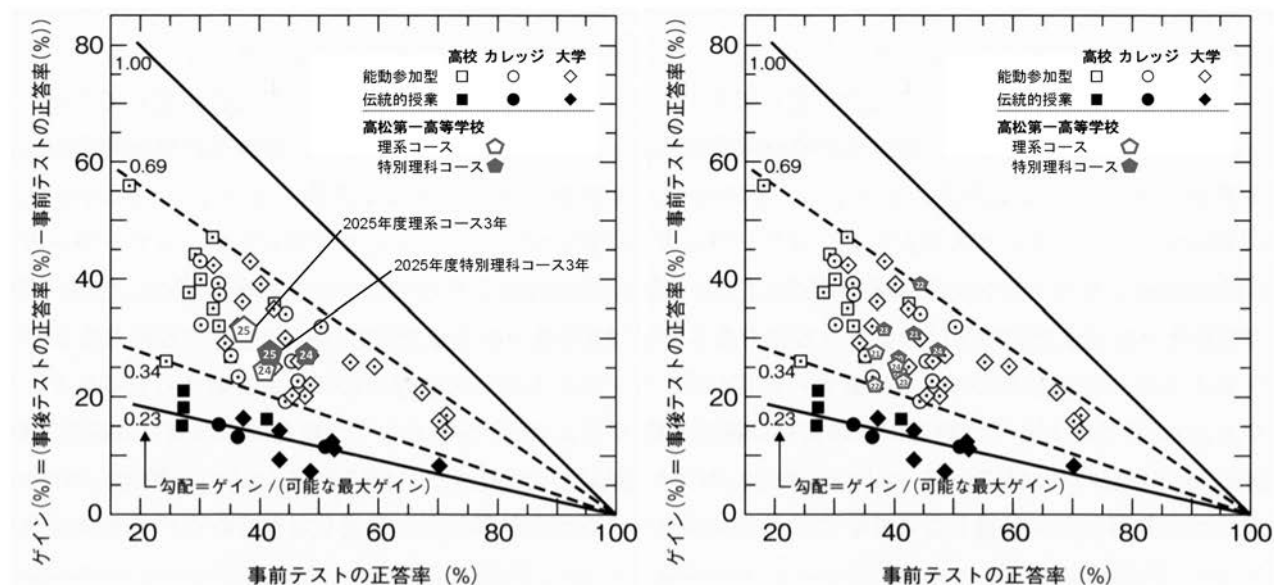 ゲイン(%)=(事後テストの正答率(%)-事前テストの正答率(%))
80
60
40
20
0
1.00
0.69
0.34
0.23
高校 カレッジ 大学
能動参加型
伝統的授業
高松第一高等学校
理系コース
特別理科コース
2025年度理系コース3年
2025年度特別理科コース3年
25
25
24
24
勾配=ゲイン/(可能な最大ゲイン)
20 40 60 80 100
事前テストの正答率 (%)
ゲイン(%)=(事後テストの正答率(%)-事前テストの正答率(%))
80
60
40
20
0
1.00
0.69
0.34
0.23
高校 カレッジ 大学
能動参加型
伝統的授業
高松第一高等学校
理系コース
特別理科コース
勾配=ゲイン/(可能な最大ゲイン)
20 40 60 80 100
事前テストの正答率 (%)